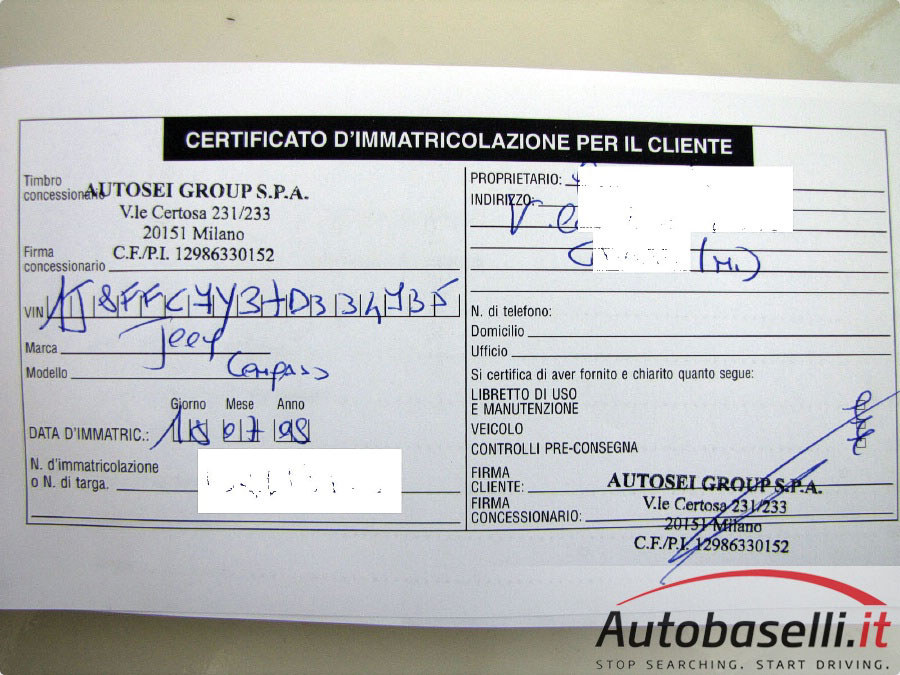 CERTIFICATO D'IMMATRICOLAZIONE PER IL CLIENTE
Timbro
concessionario
AUTOSEI GROUP S.P.A.
V.le Certosa 231/233
20151 Milano
C.F./P.I. 12986330152
Firma
concessionario
VIN
Marca Jeep
Modello Compass
Giorno Mese Anno
DATA D'IMMATRIC.: 18 07 08
N. d'immatricolazione
o N. di targa.
PROPRIETARIO:
INDIRIZZO: V.
(Mi)
N. di telefono:
Domicilio
Ufficio
Si certifica di aver fornito e chiarito quanto segue:
LIBRETTO DI USO
E MANUTENZIONE
VEICOLO
CONTROLLI PRE-CONSEGNA
FIRMA
CLIENTE:
FIRMA
CONCESSIONARIO:
AUTOSEI GROUP S.P.A.
V.le Certosa 231/233
20151 Milano
C.F./P.I. 12986330152
Autobaselli.it
STOP SEARCHING. START DRIVING.